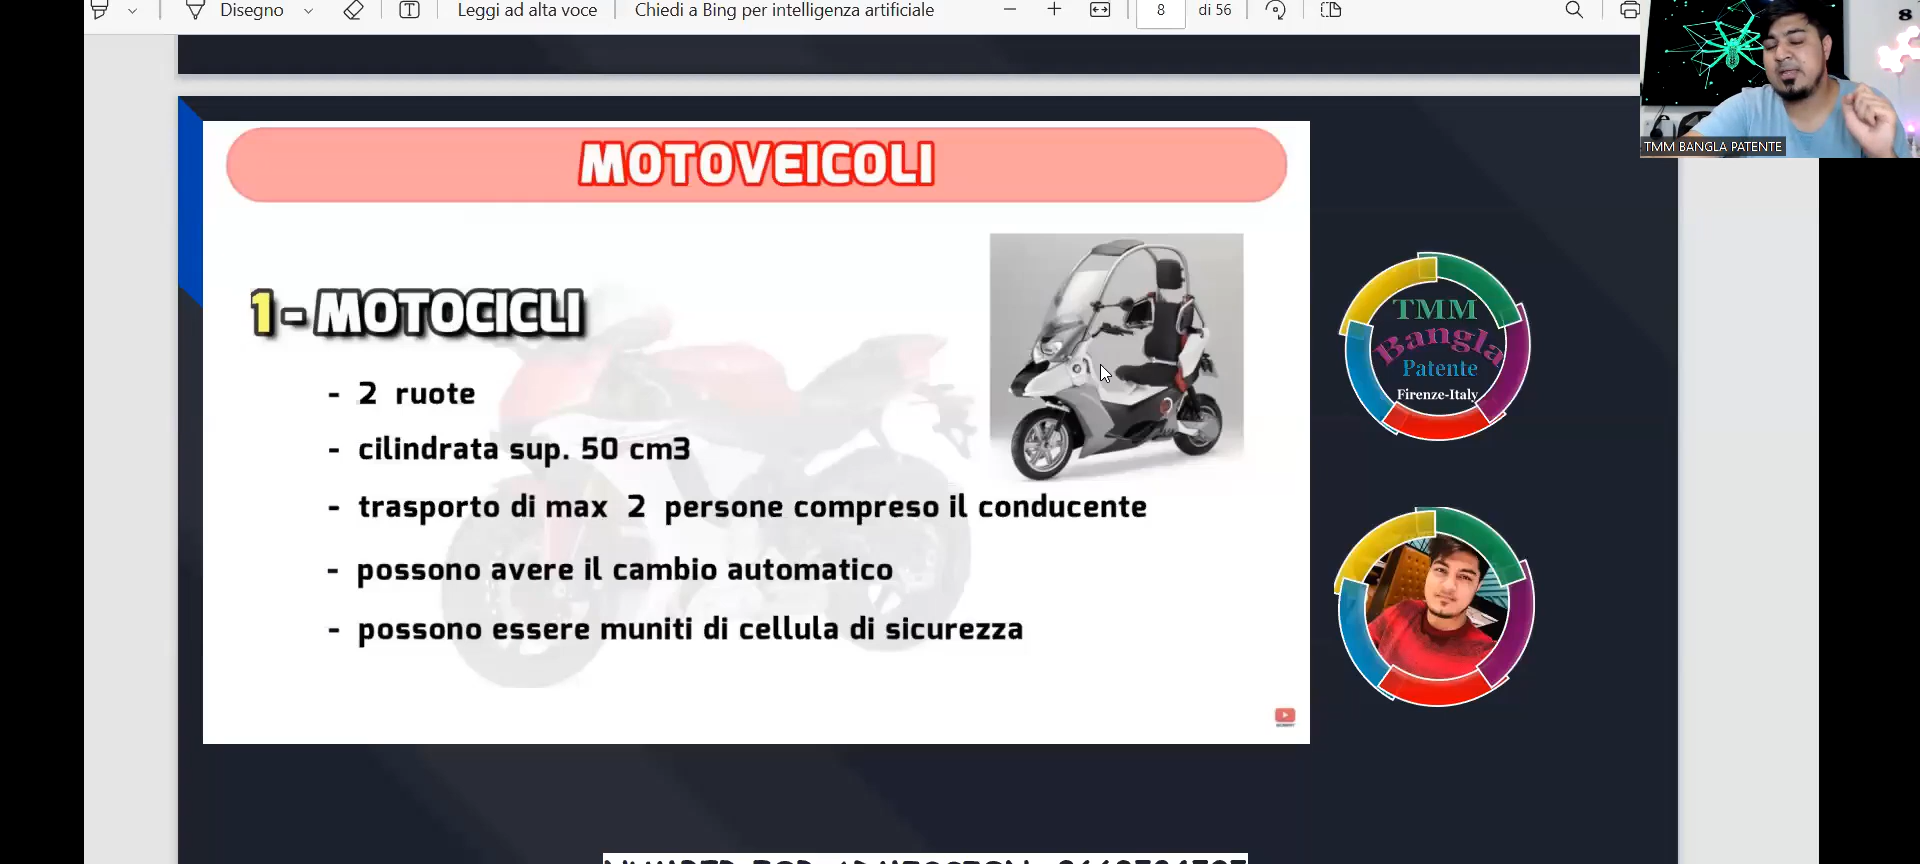 Disegno
Leggi ad alta voce
Chiedi a Bing per intelligenza artificiale
8
di 56
8
TMM BANGLA PATENTE
MOTOVEICOLI
1 - MOTOCICLI
- 2 ruote
- cilindrata sup. 50 cm3
- trasporto di max 2 persone compreso il conducente
- possono avere il cambio automatico
- possono essere muniti di cellula di sicurezza
TMM
Bangla
Patente
Firenze-Italy